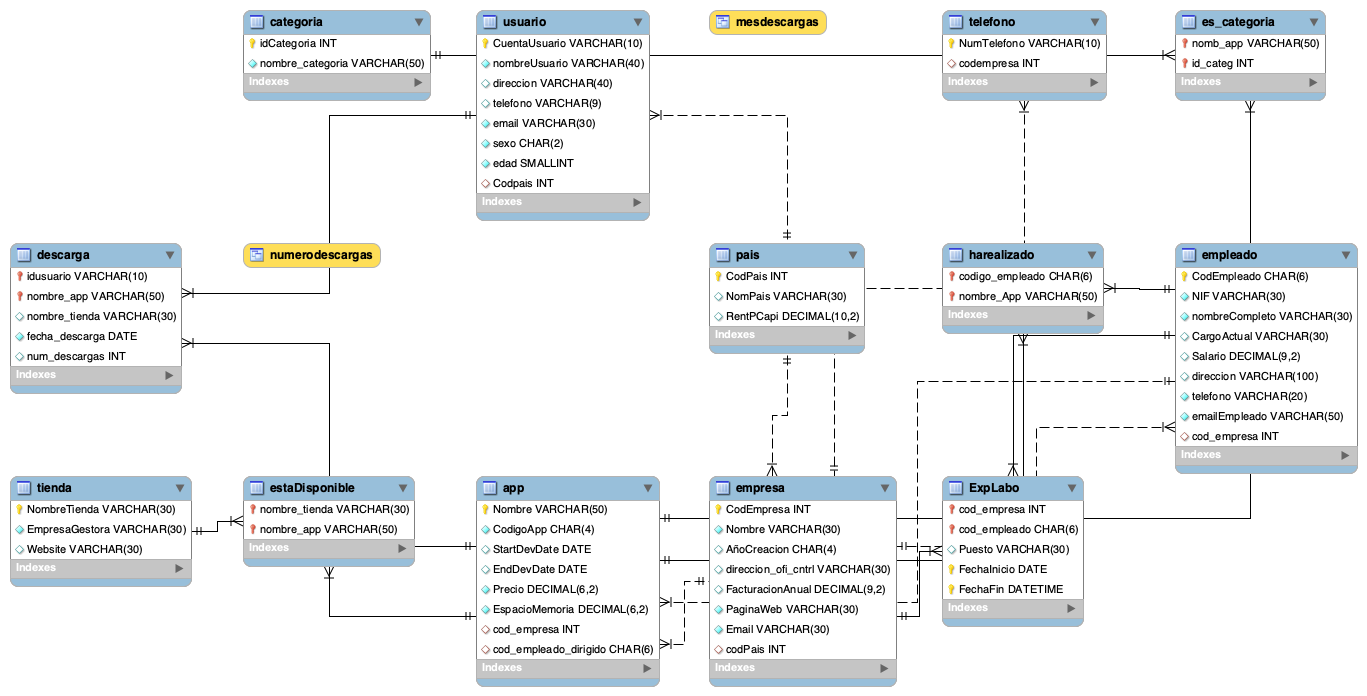 categoria
idCategoria INT
nombre_categoria VARCHAR(50)
Indexes
usuario
CuentaUsuario VARCHAR(10)
nombreUsuario VARCHAR(40)
direccion VARCHAR(40)
telefono VARCHAR(9)
email VARCHAR(30)
sexo CHAR(2)
edad SMALLINT
Codpais INT
Indexes
mesdescargas
telefono
NumTelefono VARCHAR(10)
codempresa INT
Indexes
es_categoria
nomb_app VARCHAR(50)
id_categ INT
Indexes
descarga
idusuario VARCHAR(10)
nombre_app VARCHAR(50)
nombre_tienda VARCHAR(30)
fecha_descarga DATE
num_descargas INT
Indexes
numerodescargas
pais
CodPais INT
NomPais VARCHAR(30)
RentPCapi DECIMAL(10,2)
Indexes
harealizado
codigo_empleado CHAR(6)
nombre_App VARCHAR(50)
Indexes
empleado
CodEmpleado CHAR(6)
NIF VARCHAR(30)
nombreCompleto VARCHAR(30)
CargoActual VARCHAR(30)
Salario DECIMAL(9,2)
direccion VARCHAR(100)
telefono VARCHAR(20)
emailEmpleado VARCHAR(50)
cod_empresa INT
Indexes
tienda
NombreTienda VARCHAR(30)
EmpresaGestora VARCHAR(30)
Website VARCHAR(30)
Indexes
estaDisponible
nombre_tienda VARCHAR(30)
nombre_app VARCHAR(50)
Indexes
app
Nombre VARCHAR(50)
CodigoApp CHAR(4)
StartDevDate DATE
EndDevDate DATE
Precio DECIMAL(6,2)
EspacioMemoria DECIMAL(6,2)
cod_empresa INT
cod_empleado_dirigido CHAR(6)
Indexes
empresa
CodEmpresa INT
Nombre VARCHAR(30)
AñoCreacion CHAR(4)
direccion_ofi_cntrl VARCHAR(30)
FacturacionAnual DECIMAL(9,2)
PaginaWeb VARCHAR(30)
Email VARCHAR(30)
codPais INT
Indexes
ExpLabo
cod_empresa INT
cod_empleado CHAR(6)
Puesto VARCHAR(30)
FechaInicio DATE
FechaFin DATETIME
Indexes